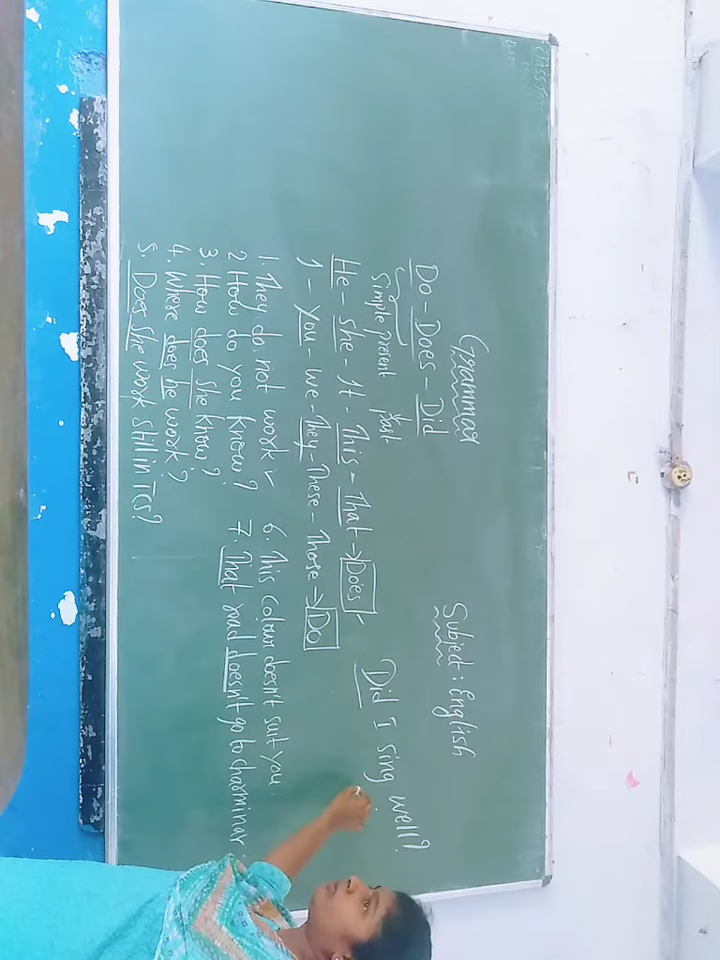 Grammar
Subject: English
Do - Does - Did
Simple present past
He - She It - This - That → Does
I - You - We - They - These - Those → Do
Did I sing well?
1. They do not work
2 How do you know?
3. How does she know?
4. Where does he work?
5. Does She work still in TCS?
6. This Colour doesn't suit you.
7. That road doesn't go to charminar.